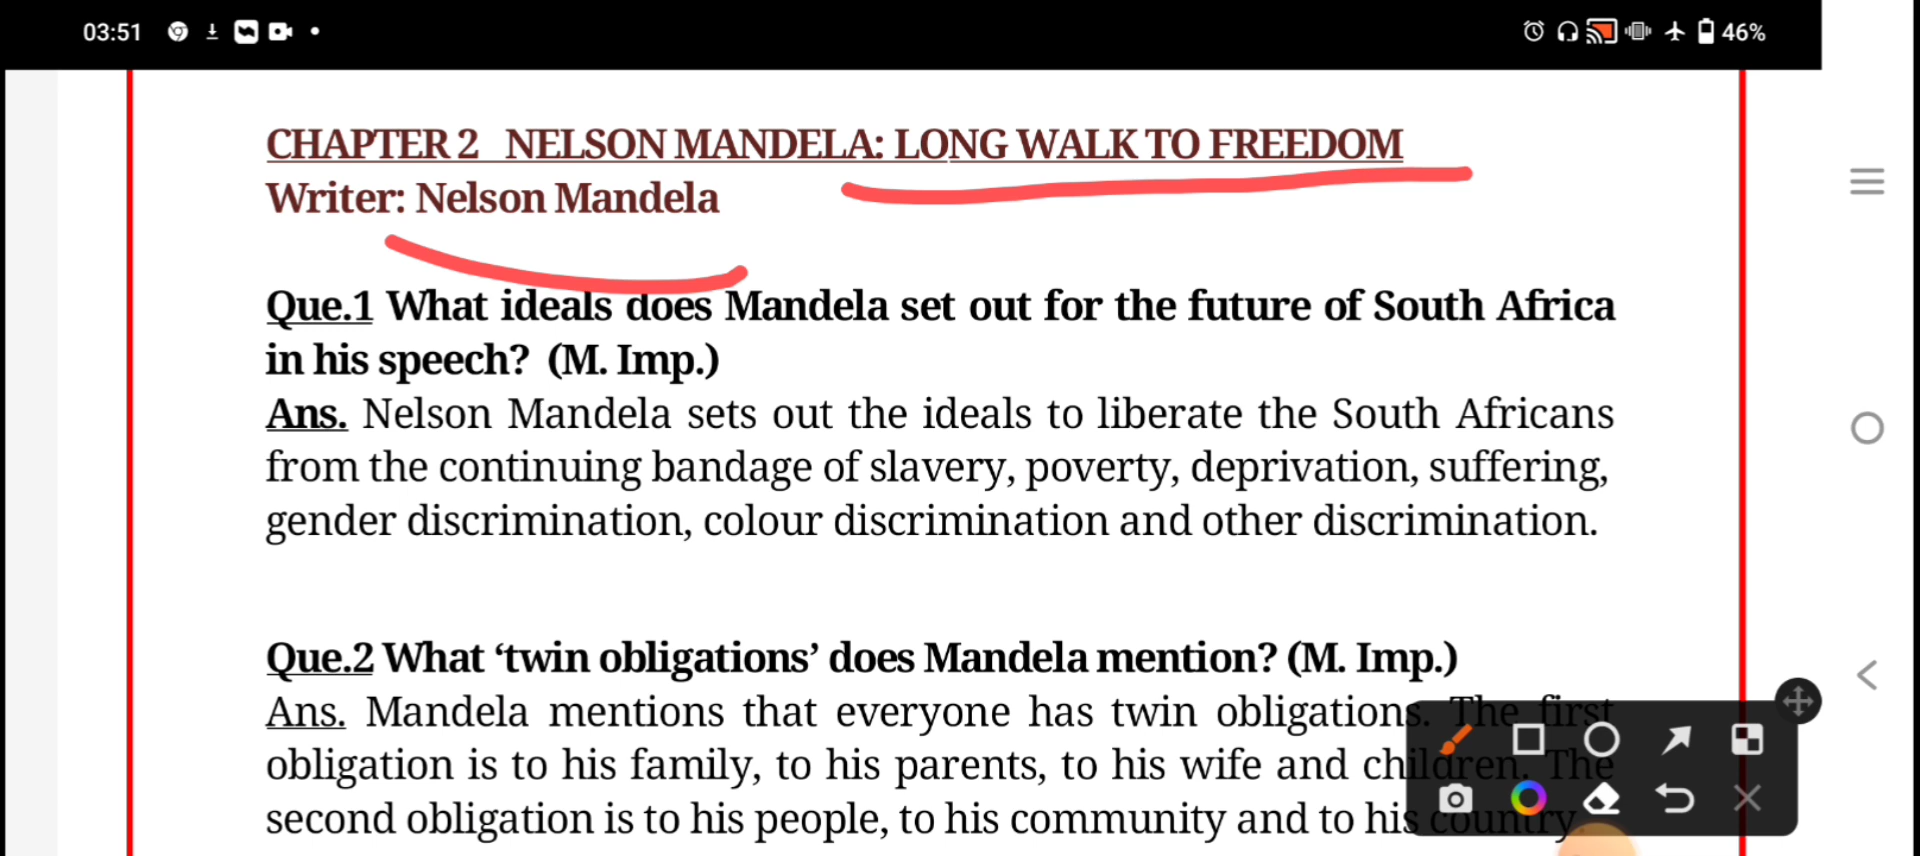 03:51
46%
CHAPTER 2 NELSON MANDELA: LONG WALK TO FREEDOM
Writer: Nelson Mandela
Que.1 What ideals does Mandela set out for the future of South Africa
in his speech? (M. Imp.)
Ans. Nelson Mandela sets out the ideals to liberate the South Africans
from the continuing bandage of slavery, poverty, deprivation, suffering,
gender discrimination, colour discrimination and other discrimination.
Que.2 What ‘twin obligations’ does Mandela mention? (M. Imp.)
Ans. Mandela mentions that everyone has twin obligations. The first
obligation is to his family, to his parents, to his wife and children. The
second obligation is to his people, to his community and to his country.